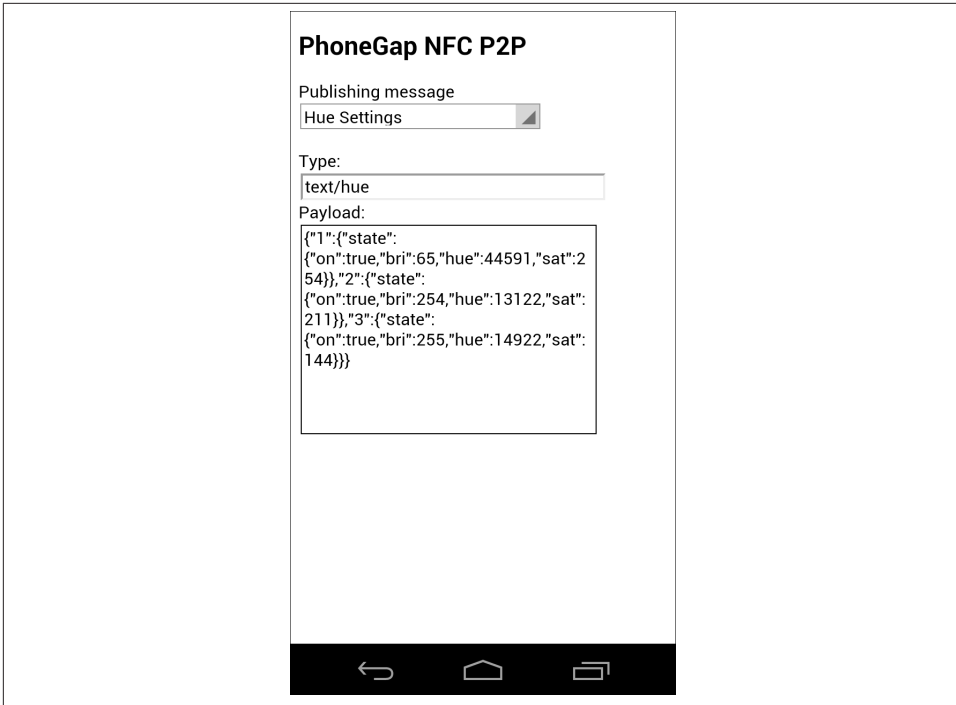 PhoneGap NFC P2P
Publishing message
Hue Settings
Type:
text/hue
Payload:
{"1":{"state":
{"on":true,"bri":65,"hue":44591,"sat":2
54}},"2":{"state":
{"on":true,"bri":254,"hue":13122,"sat":
211}},"3":{"state":
{"on":true,"bri":255,"hue":14922,"sat":
144}}}